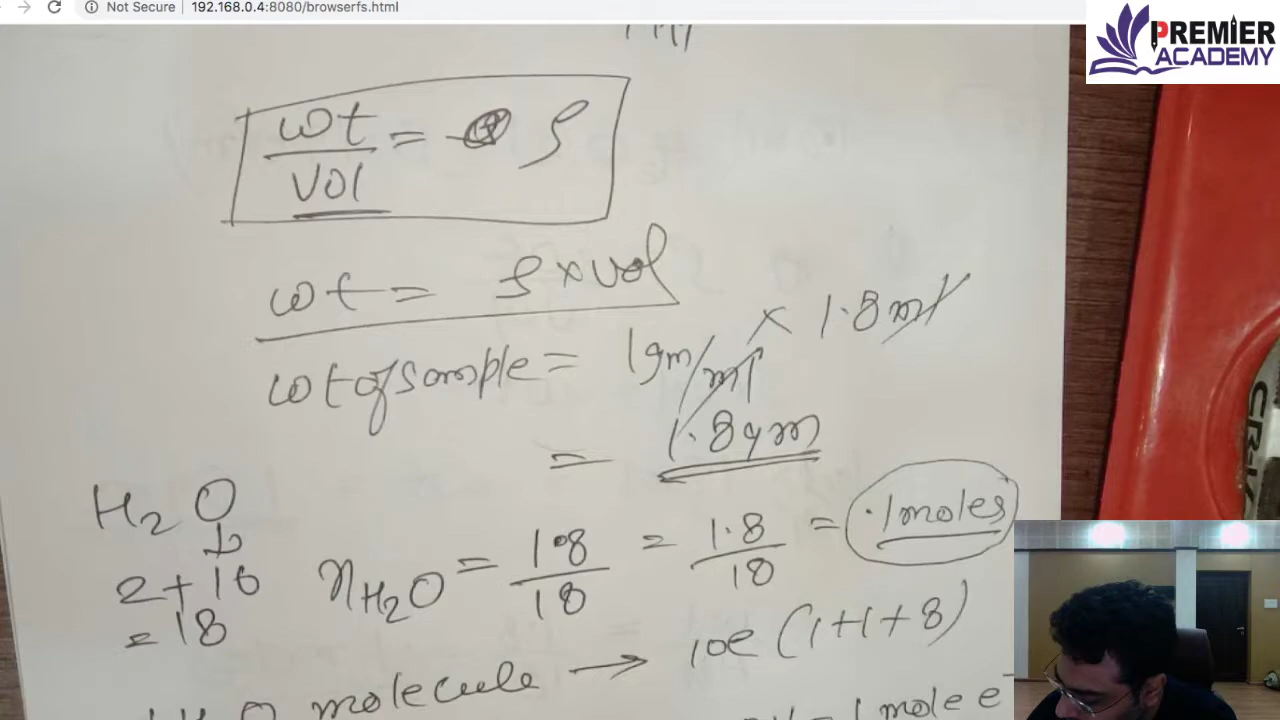 Not Secure | 192.168.0.4:8080/browserfs.html
PREMIER
ACADEMY
wt/vol = ρ
wt = ρ × vol
wt of sample = 1 gm/ml × 1.8 ml
= 1.8 gm
H2O
2 + 16
= 18
nH2O = 1.8/18 = 1.8/18 = .1 moles
molecule → 10e (1+1+8)
= 1 mole e⁻